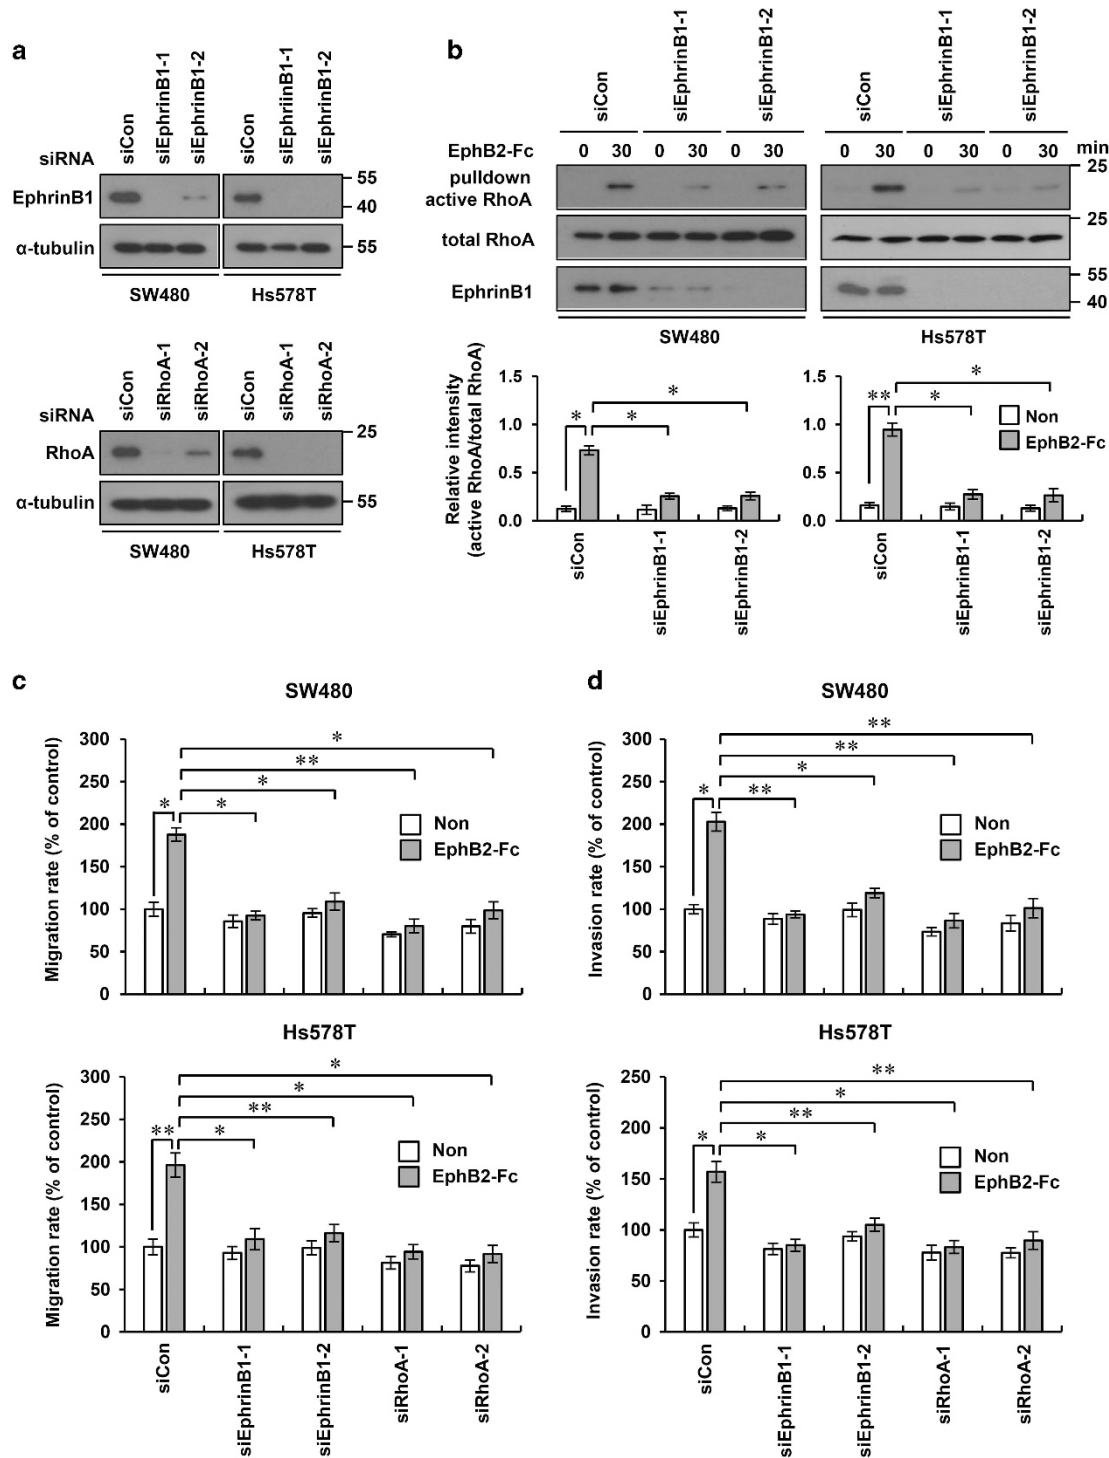 a
siRNA
siCon
siEphrinB1-1
siEphrinB1-2
siCon
siEphriinB1-1
siEphrinB1-2
EphrinB1
55
40
α-tubulin
55
SW480
Hs578T
siRNA
siCon
siRhoA-1
siRhoA-2
siCon
siRhoA-1
siRhoA-2
RhoA
25
α-tubulin
55
SW480
Hs578T
b
siCon
siEphrinB1-1
siEphrinB1-2
siCon
siEphrinB1-1
siEphrinB1-2
EphB2-Fc 0 30 0 30 0 30 0 30 0 30 0 30 min
pulldown
active RhoA
25
total RhoA
25
EphrinB1
55
40
SW480
Hs578T
Relative intensity
(active RhoA/total RhoA)
1.5
1.0
0.5
0.0
* * *
siCon
siEphrinB1-1
siEphrinB1-2
1.5
1.0
0.5
0.0
** * *
Non
EphB2-Fc
siCon
siEphrinB1-1
siEphrinB1-2
c
SW480
Migration rate (% of control)
300
250
200
150
100
50
0
*
**
*
* *
Non
EphB2-Fc
Hs578T
Migration rate (% of control)
300
250
200
150
100
50
0
*
*
**
** *
Non
EphB2-Fc
siCon
siEphrinB1-1
siEphrinB1-2
siRhoA-1
siRhoA-2
d
SW480
Invasion rate (% of control)
300
250
200
150
100
50
0
**
**
*
* **
Non
EphB2-Fc
Hs578T
Invasion rate (% of control)
250
200
150
100
50
0
**
*
**
* *
Non
EphB2-Fc
siCon
siEphrinB1-1
siEphrinB1-2
siRhoA-1
siRhoA-2